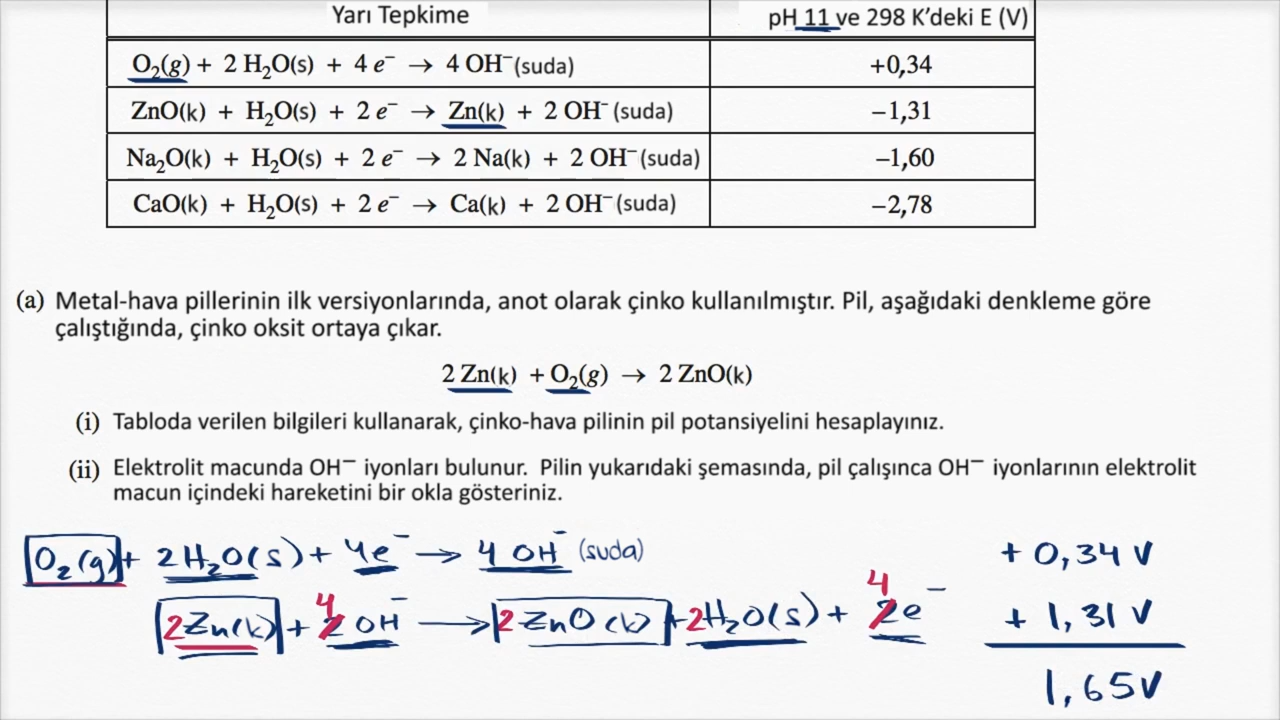 Yarı Tepkime pH 11 ve 298 K'deki E (V)
O₂(g) + 2 H₂O(s) + 4 e⁻ → 4 OH⁻(suda) +0,34
ZnO(k) + H₂O(s) + 2 e⁻ → Zn(k) + 2 OH⁻ (suda) −1,31
Na₂O(k) + H₂O(s) + 2 e⁻ → 2 Na(k) + 2 OH⁻(suda) −1,60
CaO(k) + H₂O(s) + 2 e⁻ → Ca(k) + 2 OH⁻(suda) −2,78
(a) Metal-hava pillerinin ilk versiyonlarında, anot olarak çinko kullanılmıştır. Pil, aşağıdaki denkleme göre
çalıştığında, çinko oksit ortaya çıkar.
2 Zn(k) + O₂(g) → 2 ZnO(k)
(i) Tabloda verilen bilgileri kullanarak, çinko-hava pilinin pil potansiyelini hesaplayınız.
(ii) Elektrolit macunda OH⁻ iyonları bulunur. Pilin yukarıdaki şemasında, pil çalışınca OH⁻ iyonlarının elektrolit
macun içindeki hareketini bir okla gösteriniz.
O₂(g) + 2H₂O(s) + 4e⁻ → 4 OH⁻ (suda) + 0,34 V
2Zn(k) + 4 2 OH⁻ → 2 ZnO(k) + 2H₂O(s) + 4 2e⁻ + 1,31 V
1,65V